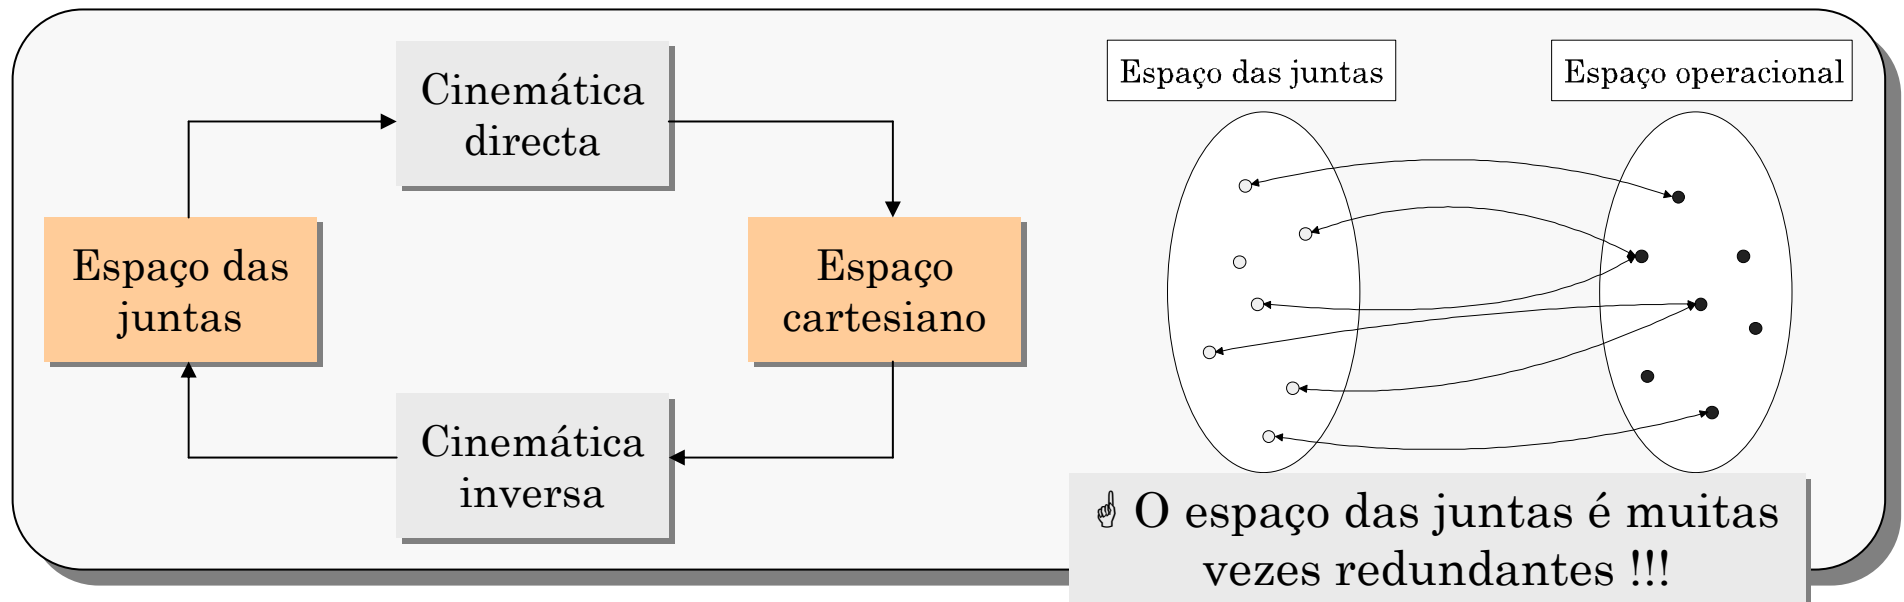 Cinemática
directa
Espaço das
juntas
Espaço
cartesiano
Cinemática
inversa
Espaço das juntas
Espaço operacional
☝ O espaço das juntas é muitas
vezes redundantes !!!